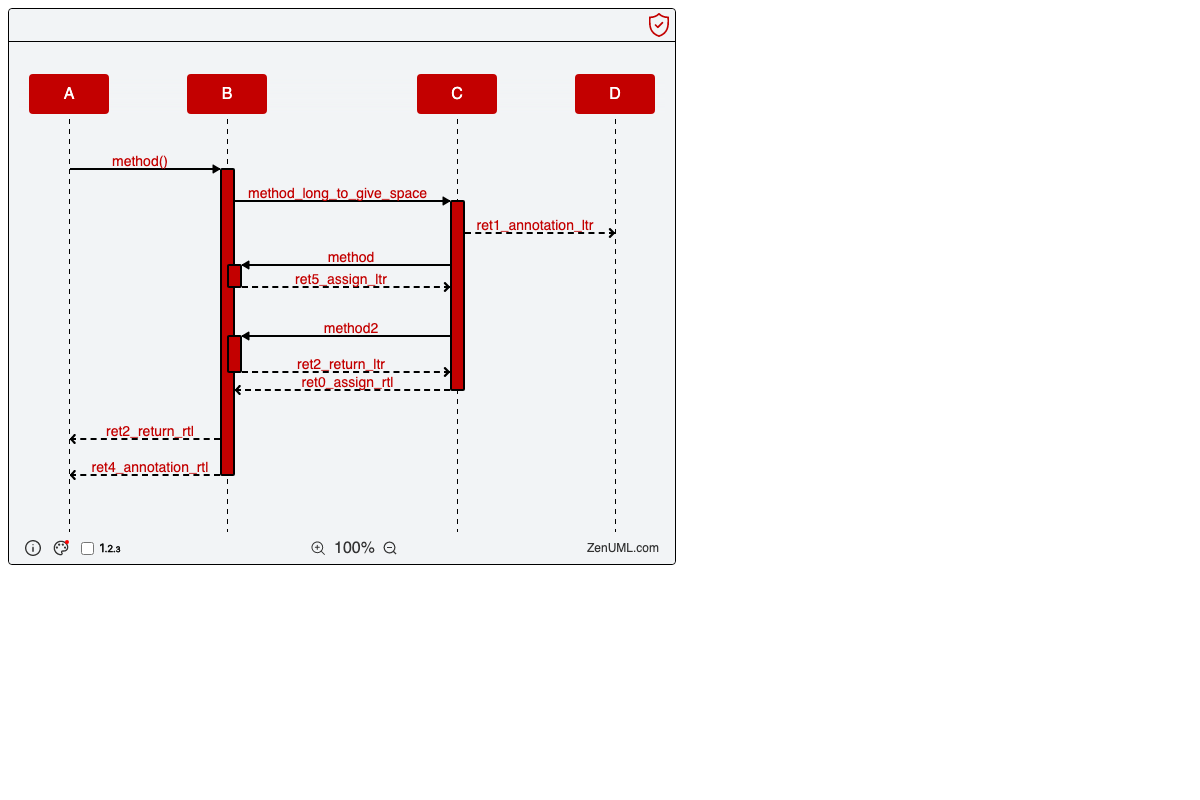 A B C D
method()
method_long_to_give_space
ret1_annotation_ltr
method
ret5_assign_ltr
method2
ret2_return_ltr
ret0_assign_rtl
ret2_return_rtl
ret4_annotation_rtl
1.2.3 100% ZenUML.com